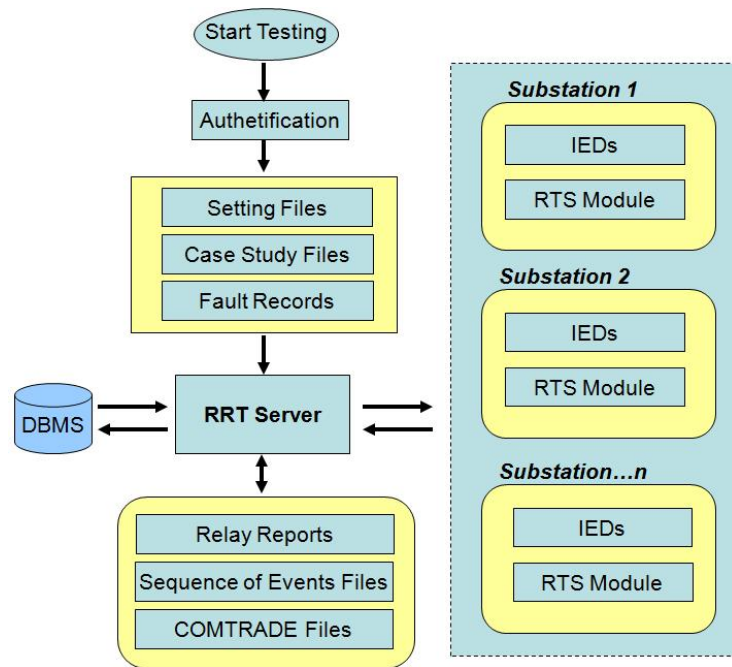 Start Testing
Authetification
Setting Files
Case Study Files
Fault Records
DBMS
RRT Server
Relay Reports
Sequence of Events Files
COMTRADE Files
Substation 1
IEDs
RTS Module
Substation 2
IEDs
RTS Module
Substation...n
IEDs
RTS Module